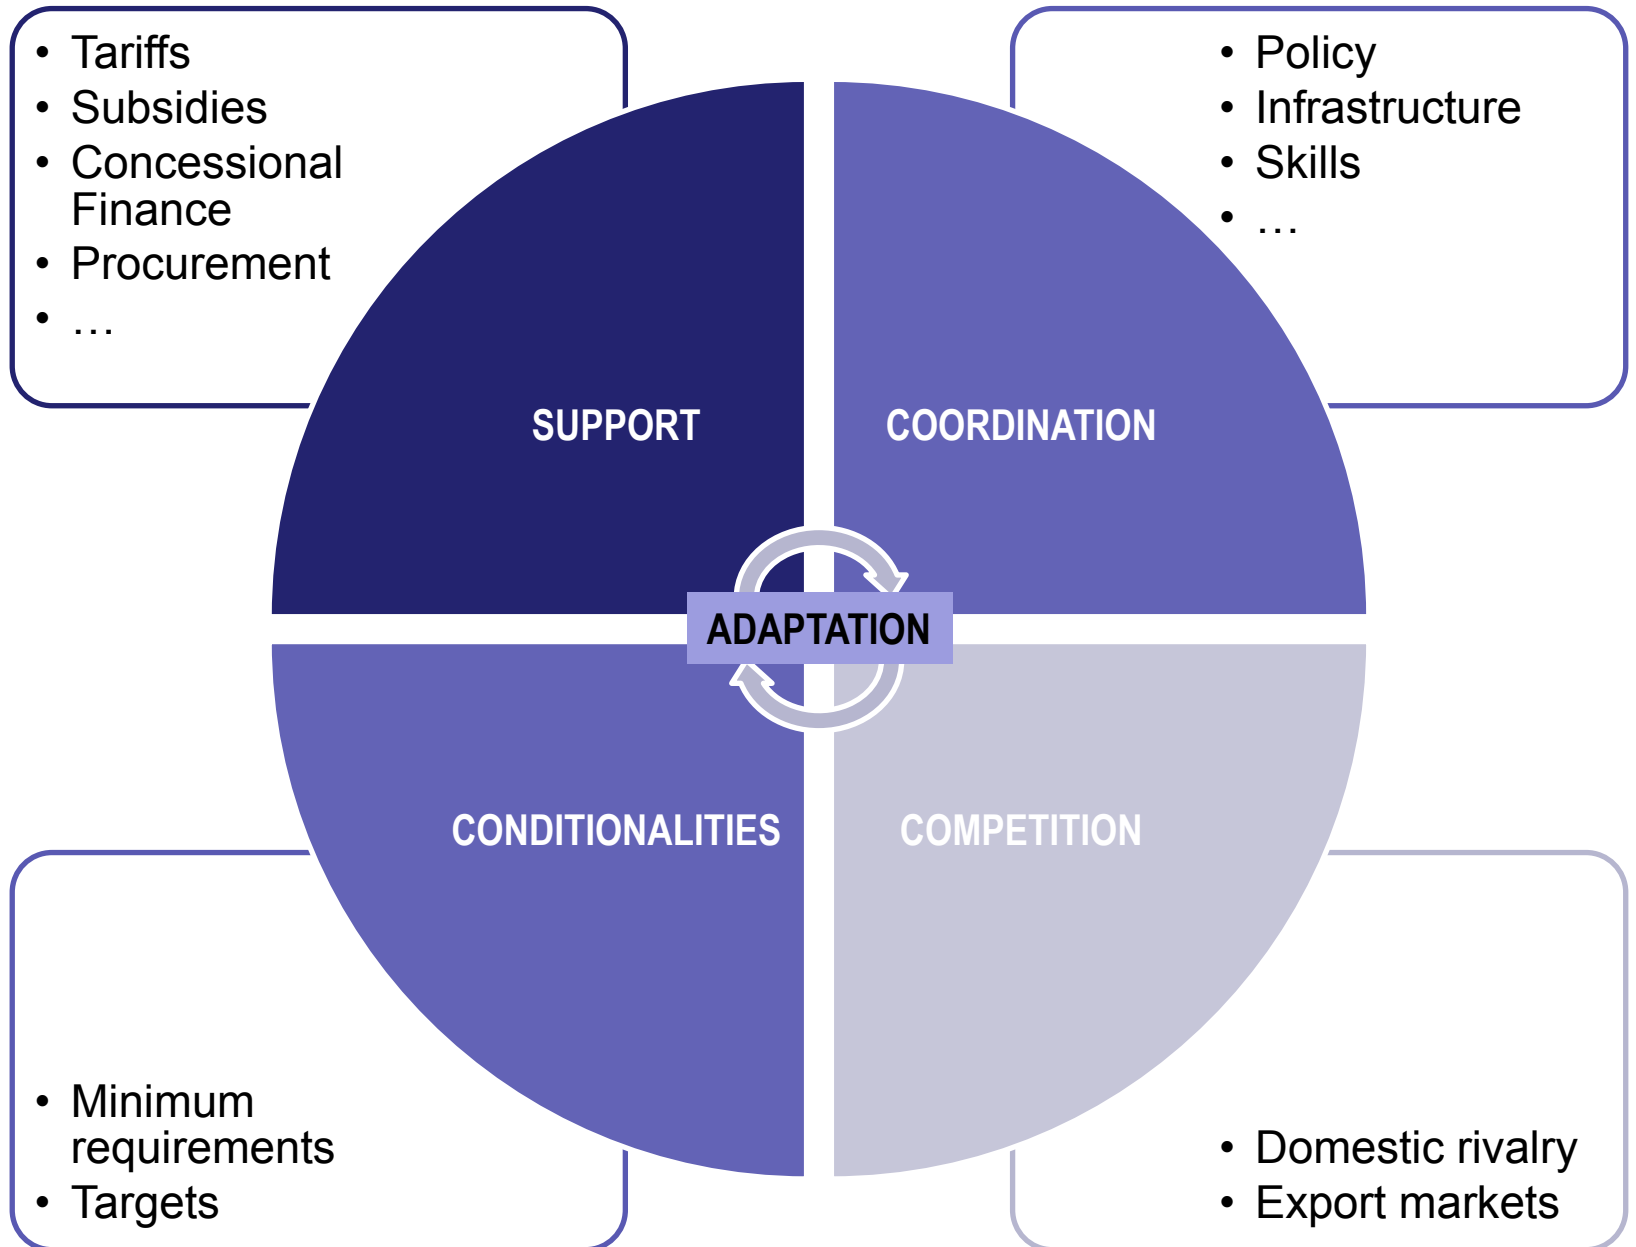 • Tariffs
• Subsidies
• Concessional
Finance
• Procurement
• …
• Policy
• Infrastructure
• Skills
• …
SUPPORT
COORDINATION
ADAPTATION
CONDITIONALITIES
COMPETITION
• Minimum
requirements
• Targets
• Domestic rivalry
• Export markets